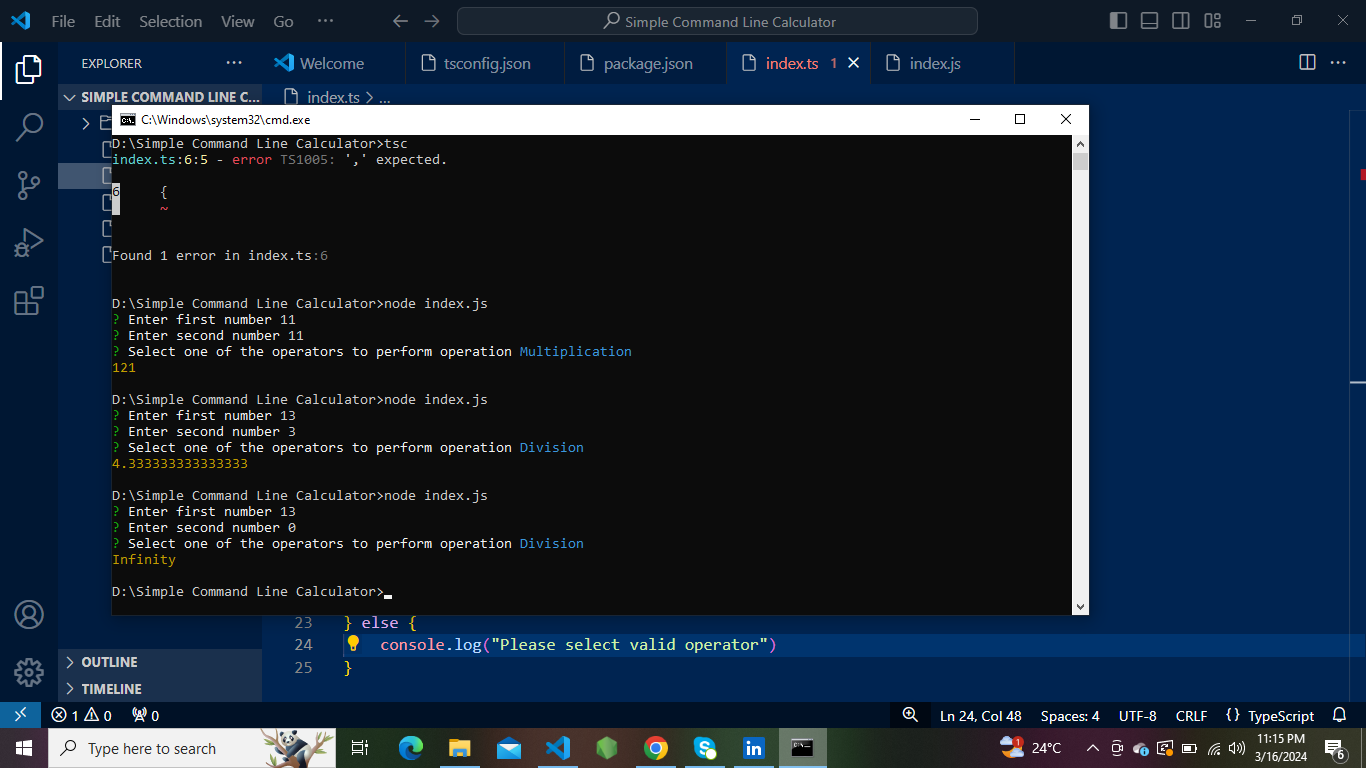 File Edit Selection View Go ··· Simple Command Line Calculator
EXPLORER ··· Welcome tsconfig.json package.json index.ts 1 index.js
SIMPLE COMMAND LINE C... index.ts > ...
C:\Windows\system32\cmd.exe
D:\Simple Command Line Calculator>tsc
index.ts:6:5 - error TS1005: ',' expected.
6 {
~
Found 1 error in index.ts:6
D:\Simple Command Line Calculator>node index.js
? Enter first number 11
? Enter second number 11
? Select one of the operators to perform operation Multiplication
121
D:\Simple Command Line Calculator>node index.js
? Enter first number 13
? Enter second number 3
? Select one of the operators to perform operation Division
4.333333333333333
D:\Simple Command Line Calculator>node index.js
? Enter first number 13
? Enter second number 0
? Select one of the operators to perform operation Division
Infinity
D:\Simple Command Line Calculator>
23 } else {
24 console.log("Please select valid operator")
25 }
OUTLINE
TIMELINE
1 0 0 Ln 24, Col 48 Spaces: 4 UTF-8 CRLF {} TypeScript
Type here to search 24°C 11:15 PM
3/16/2024
6